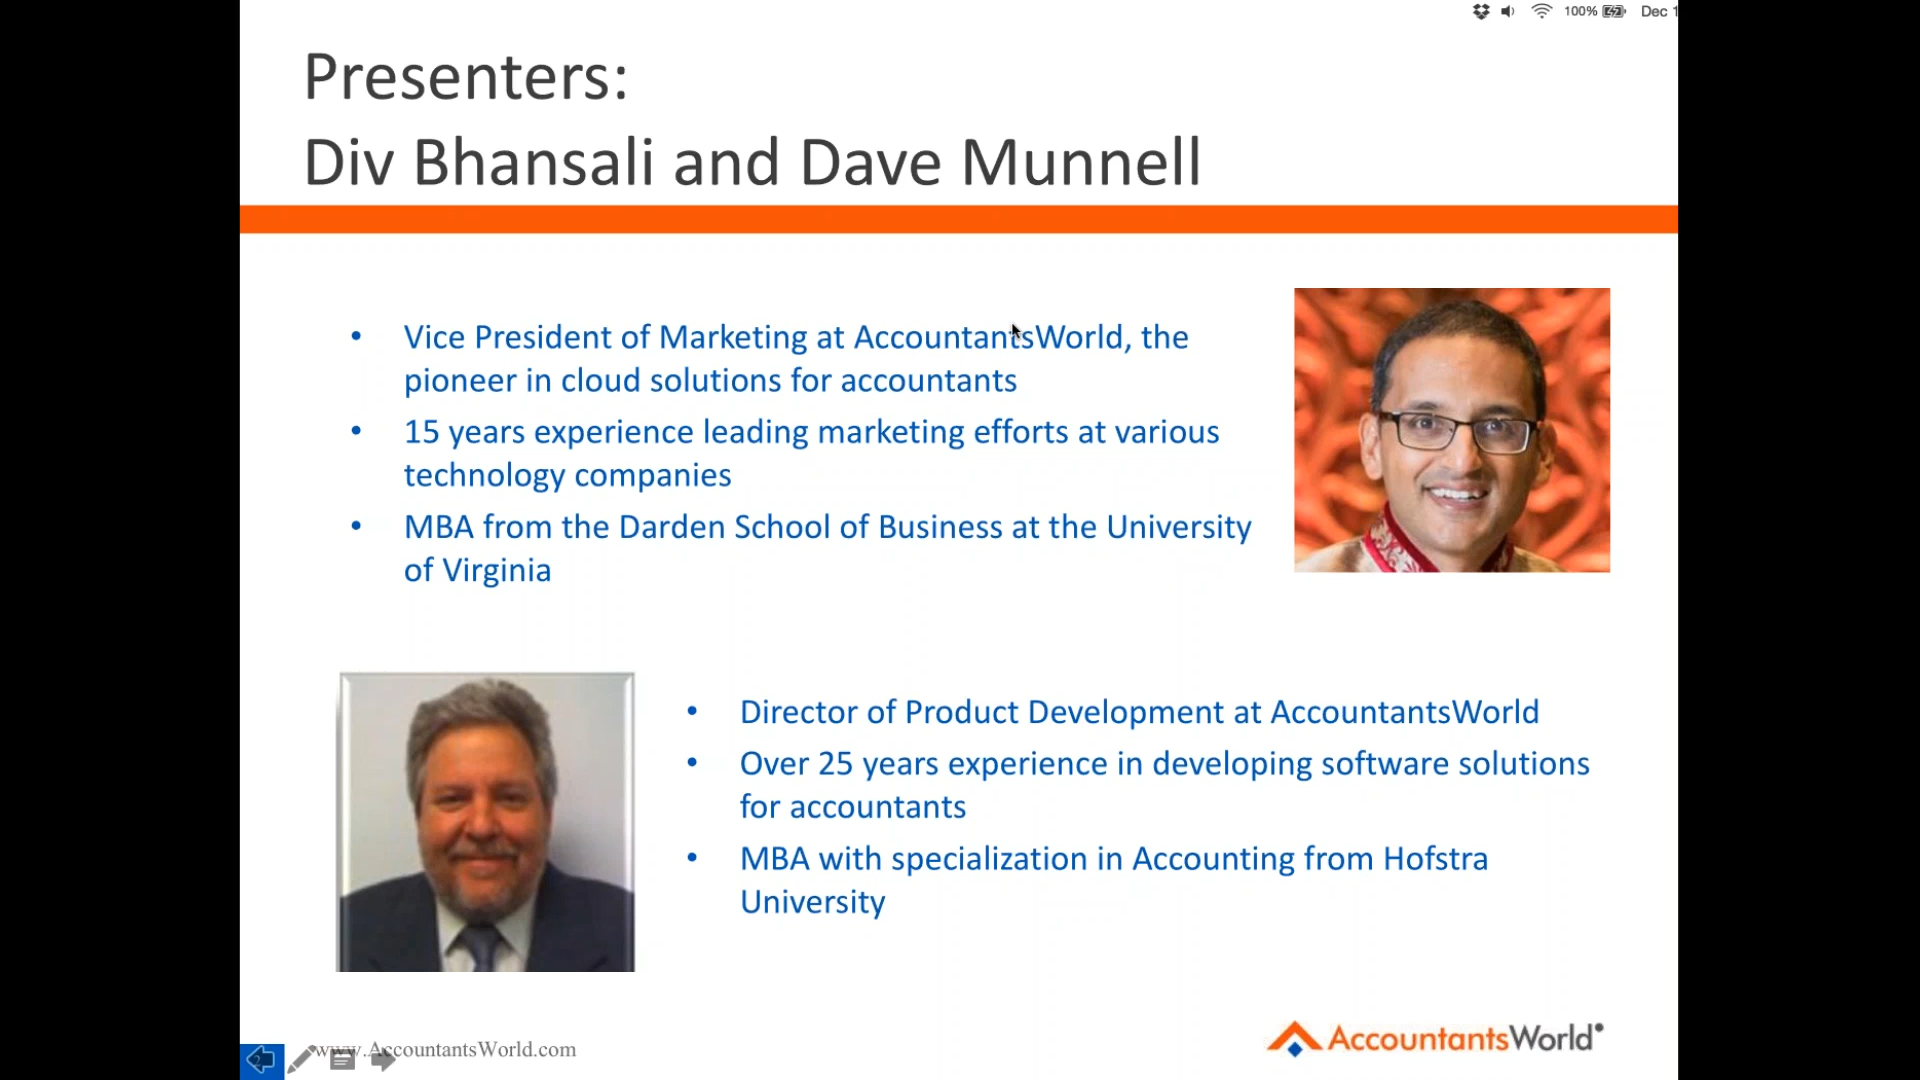 100% Dec 1
Presenters:
Div Bhansali and Dave Munnell
• Vice President of Marketing at AccountantsWorld, the
pioneer in cloud solutions for accountants
• 15 years experience leading marketing efforts at various
technology companies
• MBA from the Darden School of Business at the University
of Virginia
• Director of Product Development at AccountantsWorld
• Over 25 years experience in developing software solutions
for accountants
• MBA with specialization in Accounting from Hofstra
University
www.AccountantsWorld.com
AccountantsWorld